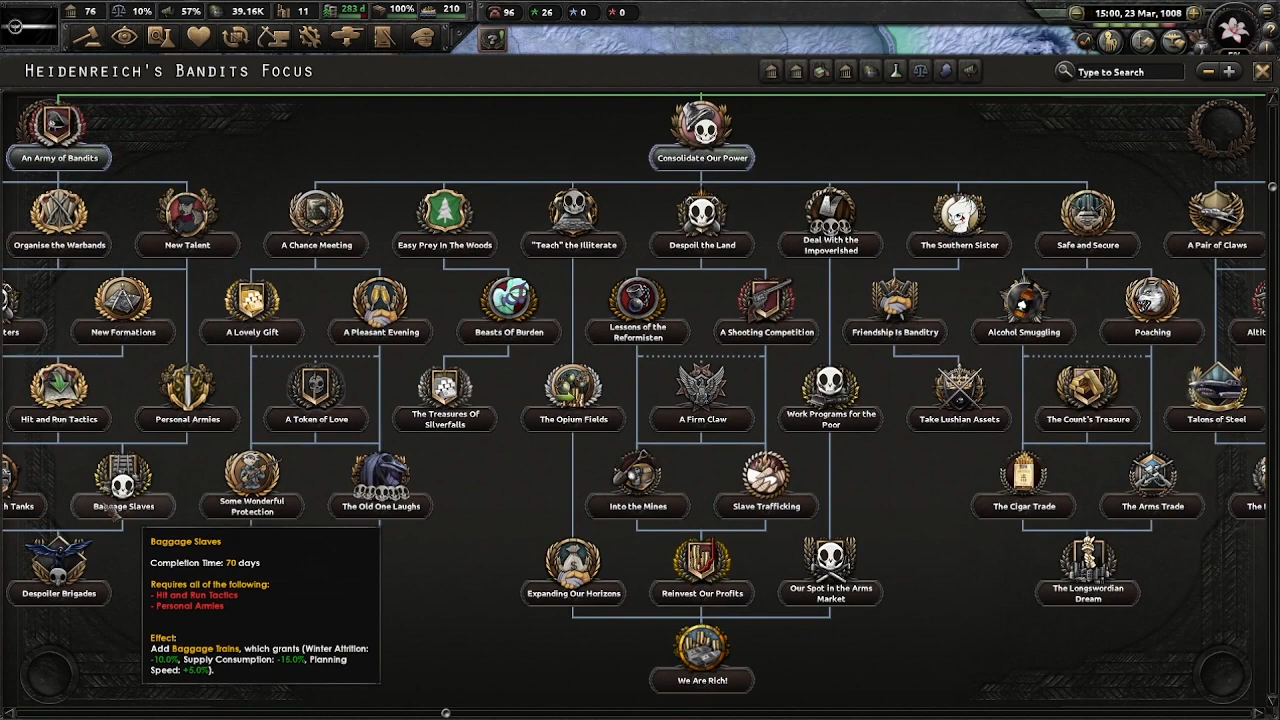 76
10%
57%
39.16K
11
283 d
100%
210
96
26
0
0
15:00, 23 Mar, 1008
Heidenreich's Bandits Focus
Type to Search
An Army of Bandits
Consolidate Our Power
Organise the Warbands
New Talent
A Chance Meeting
Easy Prey In The Woods
"Teach" the Illiterate
Despoil the Land
Deal With the
Impoverished
The Southern Sister
Safe and Secure
A Pair of Claws
ters
New Formations
A Lovely Gift
A Pleasant Evening
Beasts Of Burden
Lessons of the
Reformisten
A Shooting Competition
Friendship Is Banditry
Alcohol Smuggling
Poaching
Altit
Hit and Run Tactics
Personal Armies
A Token of Love
The Treasures Of
Silverfalls
The Opium Fields
A Firm Claw
Work Programs for the
Poor
Take Lushian Assets
The Count's Treasure
Talons of Steel
h Tanks
Baggage Slaves
Some Wonderful
Protection
The Old One Laughs
Into the Mines
Slave Trafficking
The Cigar Trade
The Arms Trade
Despoiler Brigades
Expanding Our Horizons
Reinvest Our Profits
Our Spot in the Arms
Market
The Longswordian
Dream
We Are Rich!
Baggage Slaves
Completion Time: 70 days
Requires all of the following:
- Hit and Run Tactics
- Personal Armies
Effect:
Add Baggage Trains, which grants (Winter Attrition:
-10.0%, Supply Consumption: -15.0%, Planning
Speed: +5.0%).